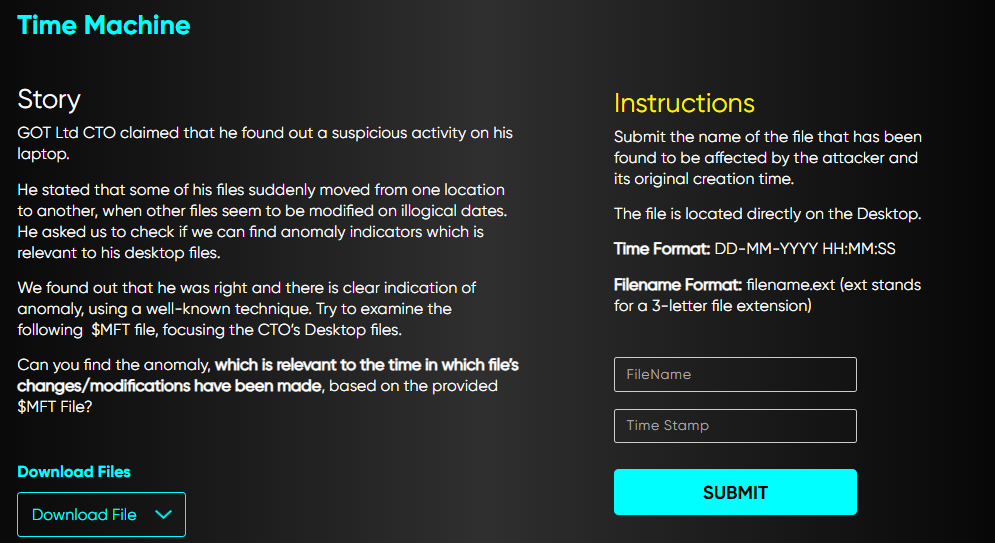 Time Machine
Story
GOT Ltd CTO claimed that he found out a suspicious activity on his
laptop.
He stated that some of his files suddenly moved from one location
to another, when other files seem to be modified on illogical dates.
He asked us to check if we can find anomaly indicators which is
relevant to his desktop files.
We found out that he was right and there is clear indication of
anomaly, using a well-known technique. Try to examine the
following $MFT file, focusing the CTO's Desktop files.
Can you find the anomaly, which is relevant to the time in which file's
changes/modifications have been made, based on the provided
$MFT File?
Download Files
Download File
Instructions
Submit the name of the file that has been
found to be affected by the attacker and
its original creation time.
The file is located directly on the Desktop.
Time Format: DD-MM-YYYY HH:MM:SS
Filename Format: filename.ext (ext stands
for a 3-letter file extension)
FileName
Time Stamp
SUBMIT